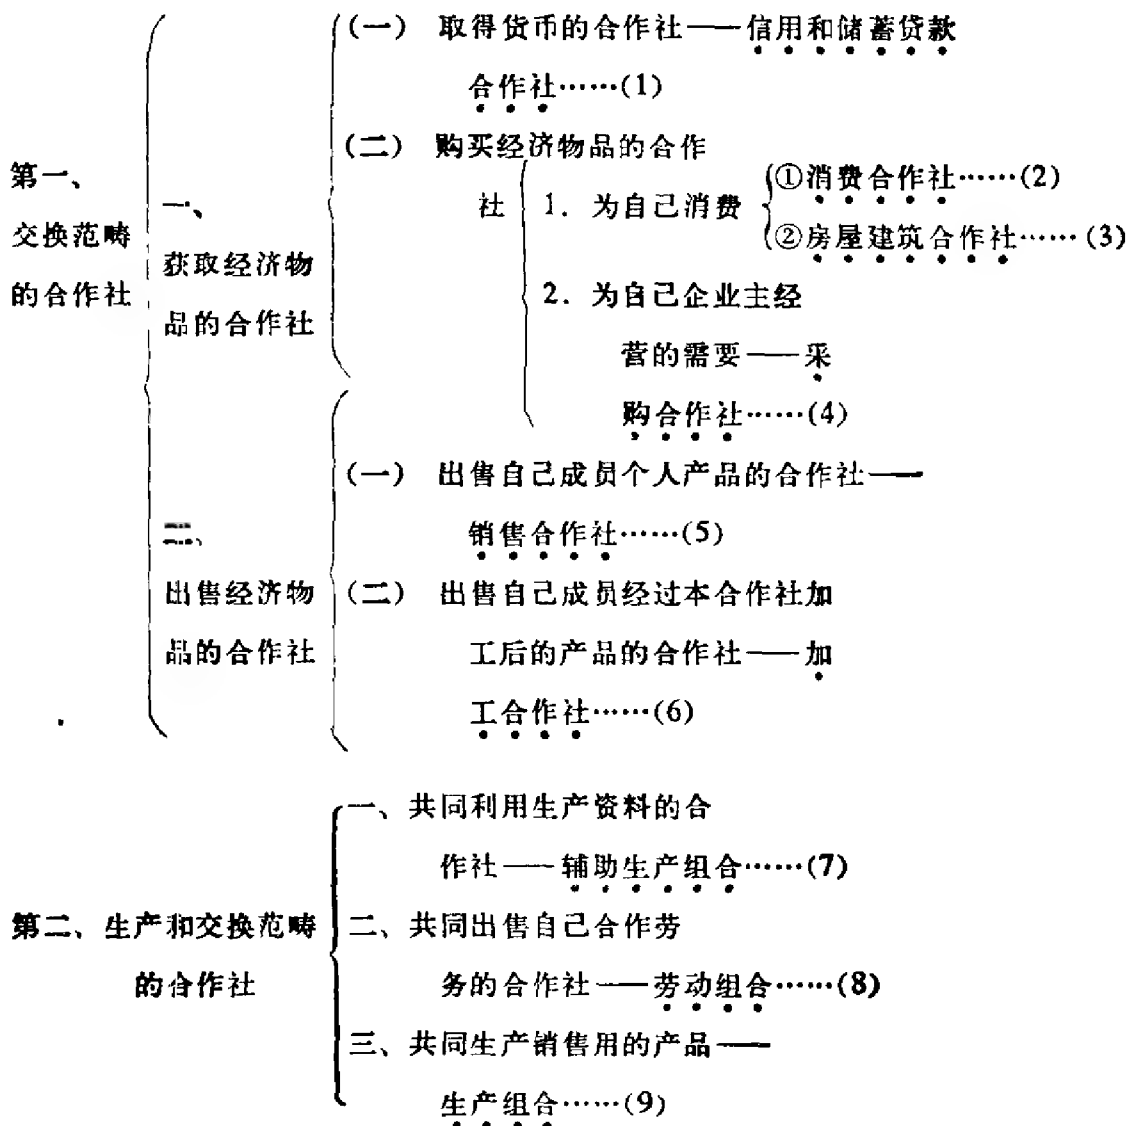 第一、
交换范畴
的合作社
一、
获取经济物
品的合作社
(一) 取得货币的合作社——信用和储蓄贷款
合作社……(1)
(二) 购买经济物品的合作
社
1. 为自己消费
①消费合作社……(2)
②房屋建筑合作社……(3)
2. 为自己企业主经
营的需要——采
购合作社……(4)
二、
出售经济物
品的合作社
(一) 出售自己成员个人产品的合作社——
销售合作社……(5)
(二) 出售自己成员经过本合作社加
工后的产品的合作社——加
工合作社……(6)
第二、生产和交换范畴
的合作社
一、共同利用生产资料的合
作社——辅助生产组合……(7)
二、共同出售自己合作劳
务的合作社——劳动组合……(8)
三、共同生产销售用的产品——
生产组合……(9)